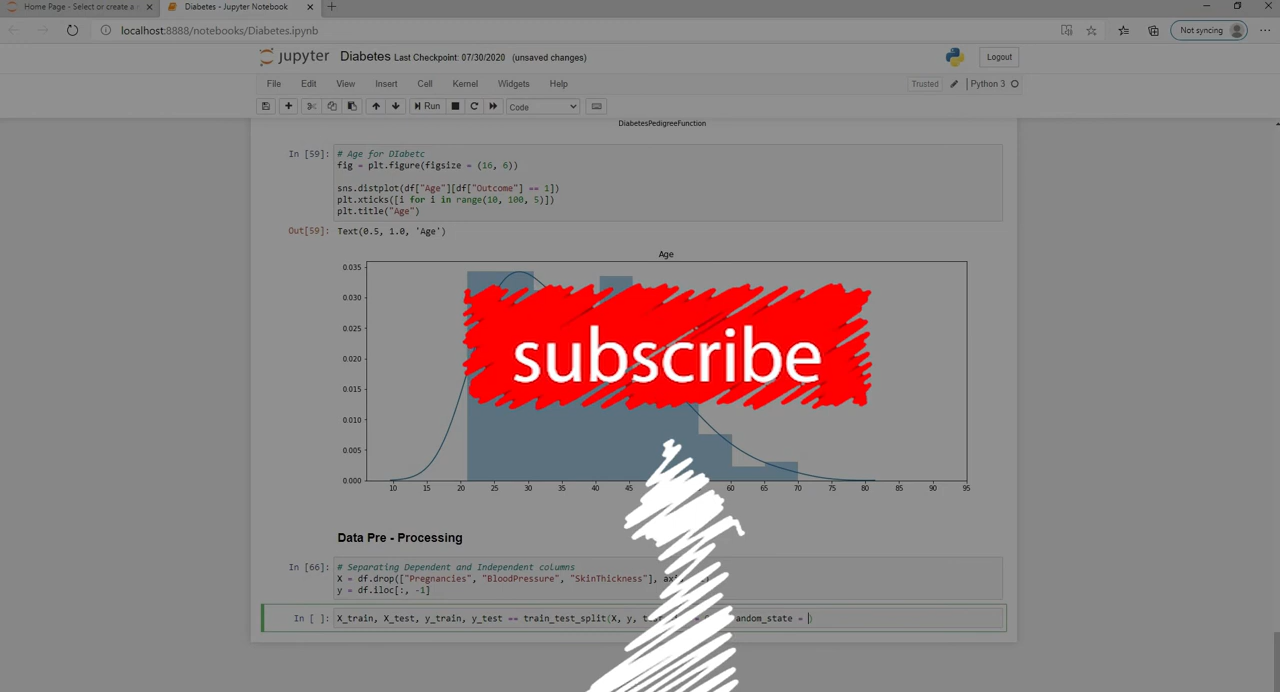 Home Page - Select or create a
Diabetes - Jupyter Notebook
localhost:8888/notebooks/Diabetes.ipynb
Not syncing
jupyter Diabetes Last Checkpoint: 07/30/2020 (unsaved changes)
Logout
File Edit View Insert Cell Kernel Widgets Help
Trusted Python 3
Run Code
DiabetesPedigreeFunction
In [59]: # Age for DIabetc
fig = plt.figure(figsize = (16, 6))
sns.distplot(df["Age"][df["Outcome"] == 1])
plt.xticks([i for i in range(10, 100, 5)])
plt.title("Age")
Out[59]: Text(0.5, 1.0, 'Age')
Age
0.035
0.030
0.025
0.020
0.015
0.010
0.005
0.000
10 15 20 25 30 35 40 45 60 65 70 75 80 85 90 95
subscribe
Data Pre - Processing
In [66]: # Separating Dependent and Independent columns
X = df.drop(["Pregnancies", "BloodPressure", "SkinThickness"],
y = df.iloc[:, -1]
In [ ]: X_train, X_test, y_train, y_test == train_test_split(X, y, random_state = )